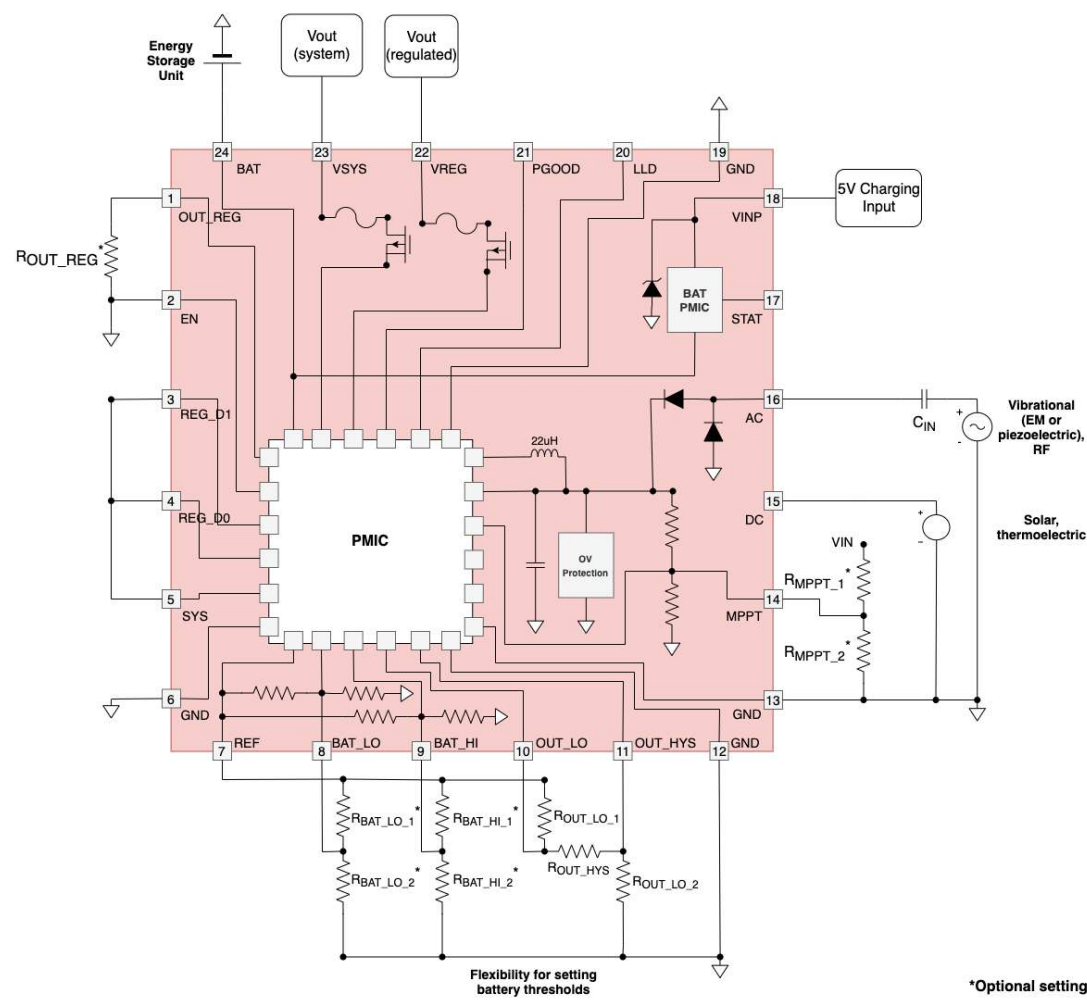 Energy
Storage
Unit
Vout
(system)
Vout
(regulated)
24
23
22
21
20
19
BAT
VSYS
VREG
PGOOD
LLD
GND
1
OUT_REG
18
VINP
5V Charging
Input
ROUT_REG*
2
EN
BAT
PMIC
17
STAT
3
REG_D1
16
AC
CIN
+
-
Vibrational
(EM or
piezoelectric),
RF
22uH
4
REG_D0
PMIC
OV
Protection
15
DC
+
−
Solar,
thermoelectric
VIN
RMPPT_1*
5
SYS
14
MPPT
RMPPT_2*
6
GND
13
GND
REF
BAT_LO
BAT_HI
OUT_LO
OUT_HYS
GND
7
8
9
10
11
12
RBAT_LO_1*
RBAT_HI_1*
ROUT_LO_1
ROUT_HYS
RBAT_LO_2*
RBAT_HI_2*
ROUT_LO_2
Flexibility for setting
battery thresholds
*Optional setting